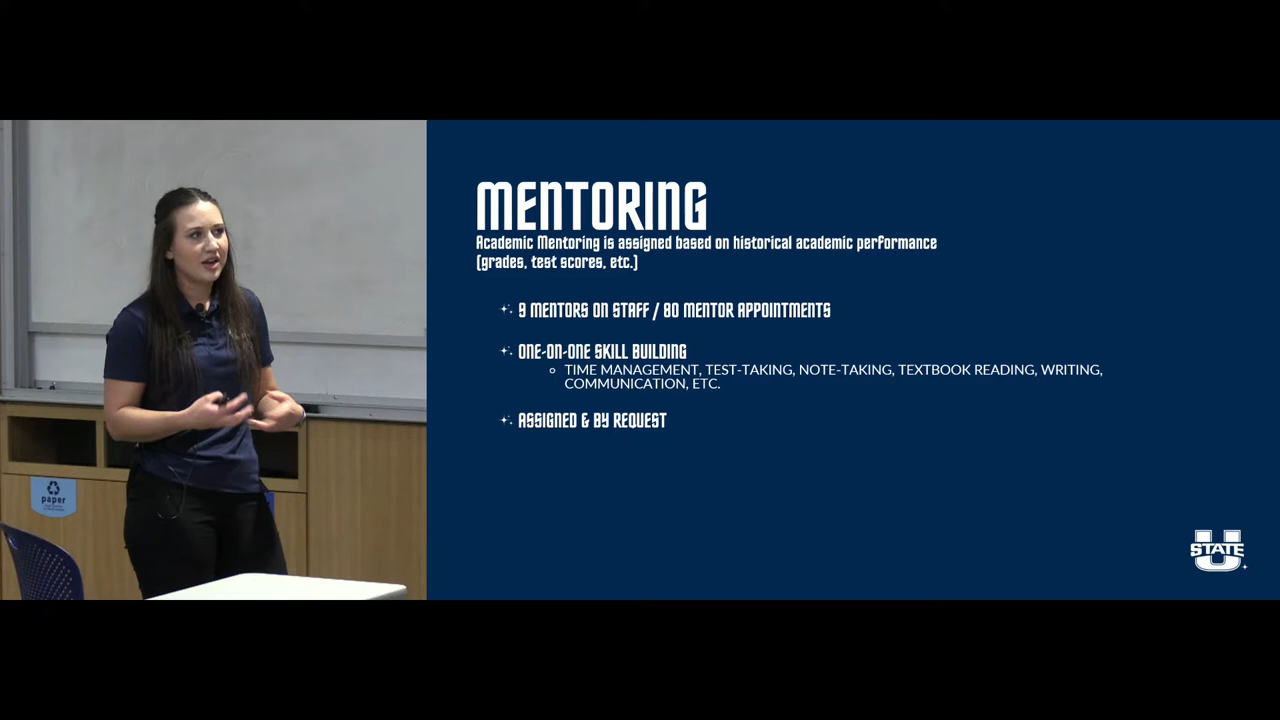 MENTORING
Academic Mentoring is assigned based on historical academic performance
(grades, test scores, etc.)
9 MENTORS ON STAFF / 80 MENTOR APPOINTMENTS
ONE-ON-ONE SKILL BUILDING
TIME MANAGEMENT, TEST-TAKING, NOTE-TAKING, TEXTBOOK READING, WRITING,
COMMUNICATION, ETC.
ASSIGNED & BY REQUEST
paper
U
STATE